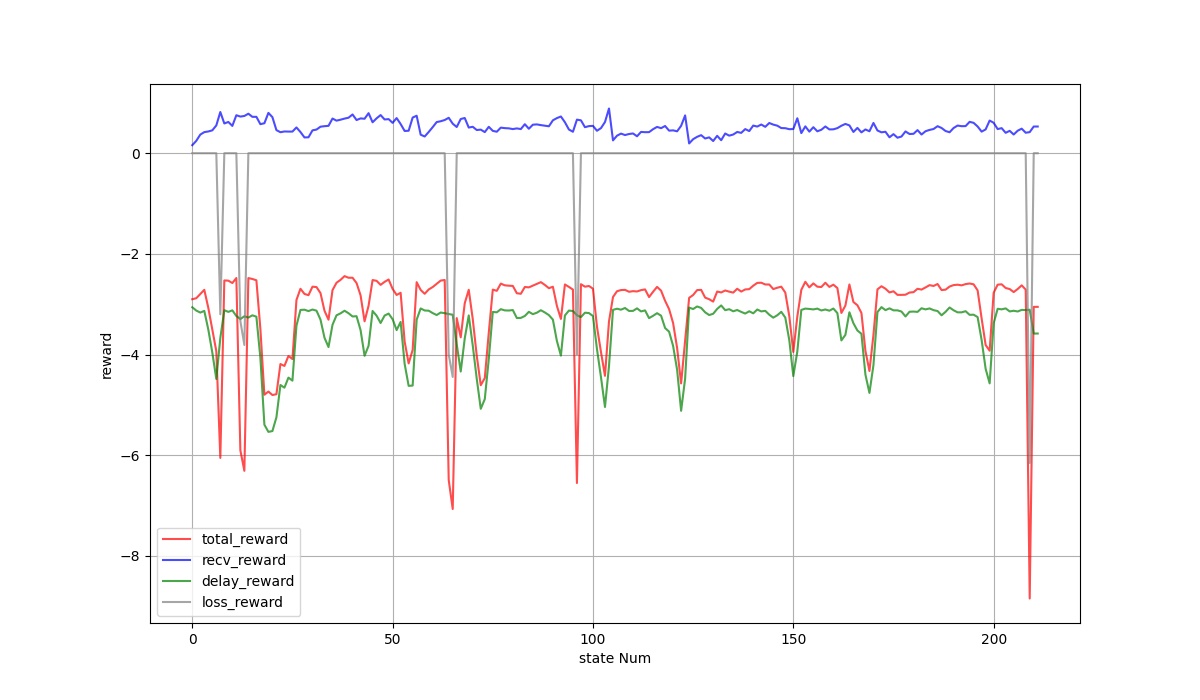 0
−2
−4
−6
−8
reward
total_reward
recv_reward
delay_reward
loss_reward
0 50 100 150 200
state Num